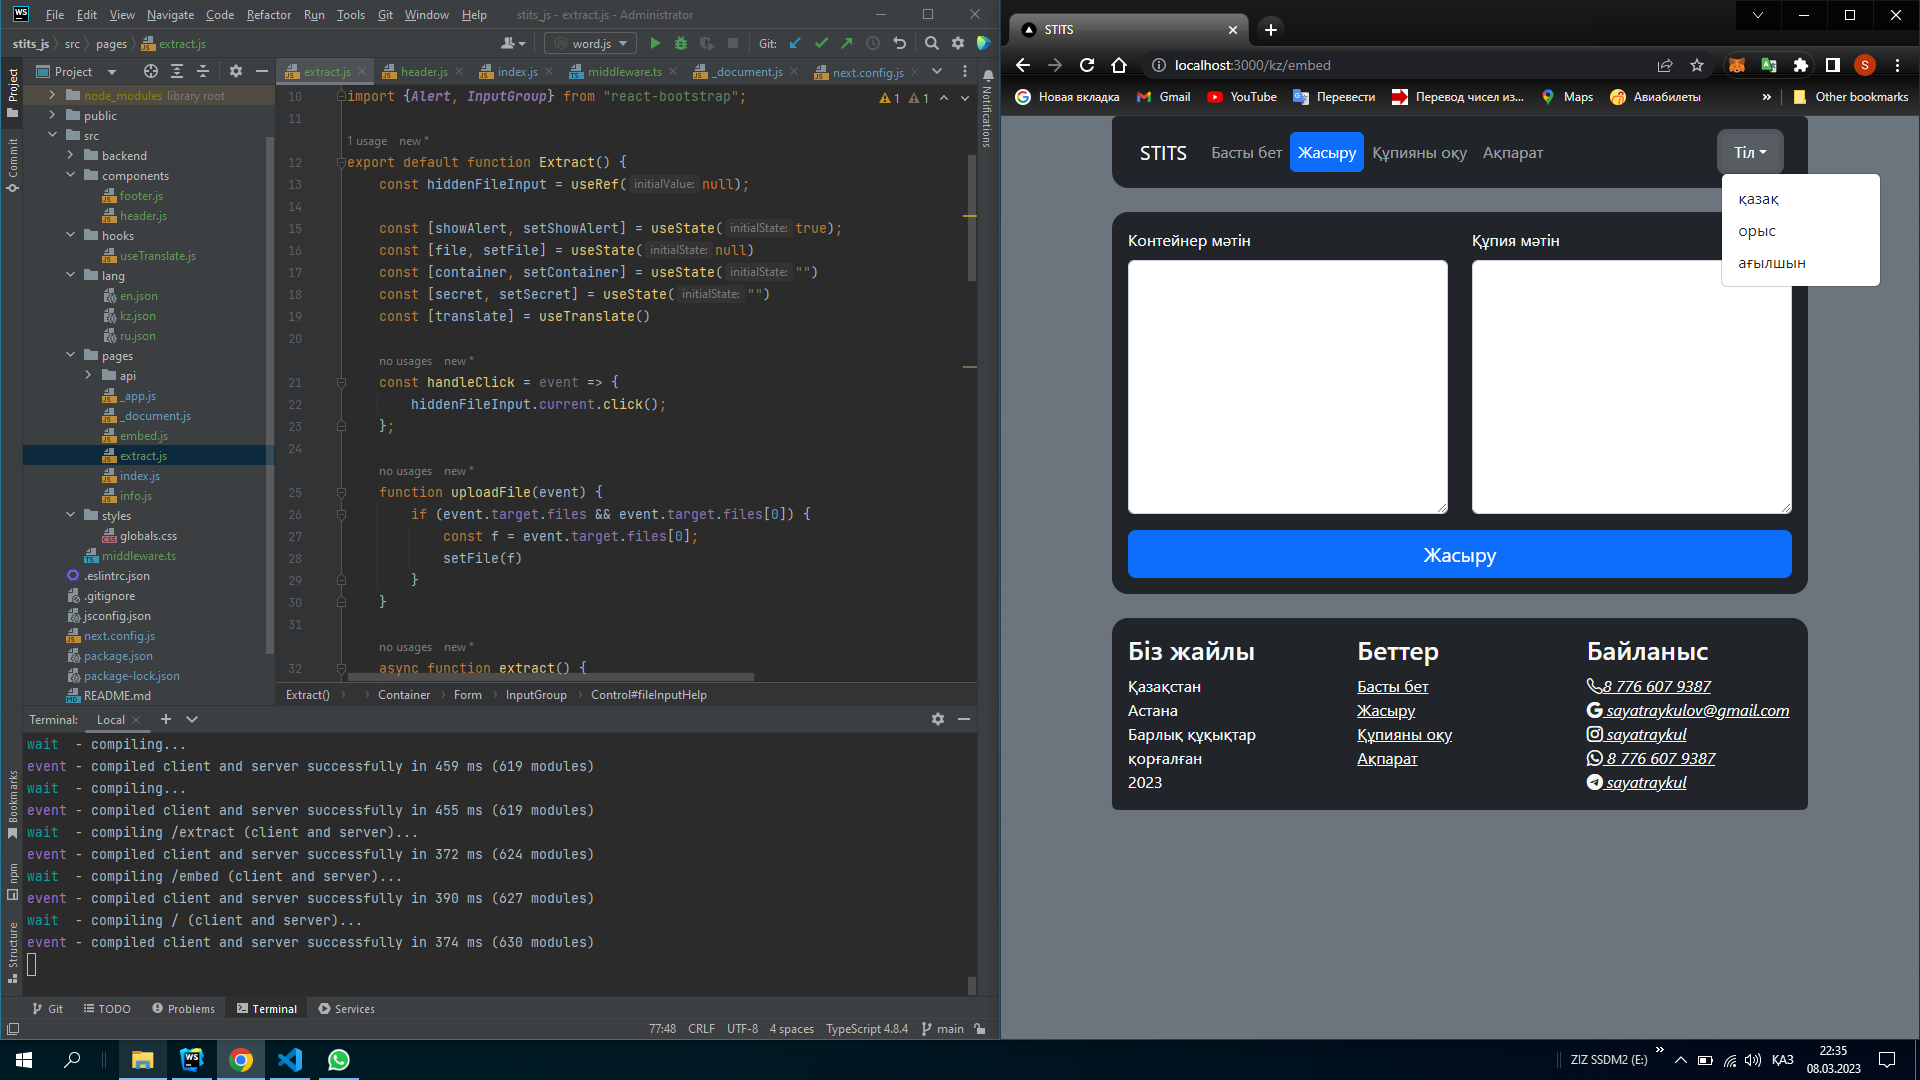 File Edit View Navigate Code Refactor Run Tools Git Window Help stits_js - extract.js - Administrator
stits_js src pages extract.js
word.js
Git:
Project
extract.js header.js index.js middleware.ts _document.js next.config.js
node_modules library root
public
src
backend
components
footer.js
header.js
hooks
useTranslate.js
lang
en.json
kz.json
ru.json
pages
api
_app.js
_document.js
embed.js
extract.js
index.js
info.js
styles
globals.css
middleware.ts
.eslintrc.json
.gitignore
jsconfig.json
next.config.js
package.json
package-lock.json
README.md
Project
Commit
Bookmarks
npm
Structure
Notifications
1 1
10 import {Alert, InputGroup} from "react-bootstrap";
11
1 usage new *
12 export default function Extract() {
13 const hiddenFileInput = useRef( initialValue: null);
14
15 const [showAlert, setShowAlert] = useState( initialState: true);
16 const [file, setFile] = useState( initialState: null)
17 const [container, setContainer] = useState( initialState: "")
18 const [secret, setSecret] = useState( initialState: "")
19 const [translate] = useTranslate()
20
no usages new *
21 const handleClick = event => {
22 hiddenFileInput.current.click();
23 };
24
no usages new *
25 function uploadFile(event) {
26 if (event.target.files && event.target.files[0]) {
27 const f = event.target.files[0];
28 setFile(f)
29 }
30 }
31
no usages new *
32 async function extract() {
Extract() Container Form InputGroup Control#fileInputHelp
Terminal: Local
wait - compiling...
event - compiled client and server successfully in 459 ms (619 modules)
wait - compiling...
event - compiled client and server successfully in 455 ms (619 modules)
wait - compiling /extract (client and server)...
event - compiled client and server successfully in 372 ms (624 modules)
wait - compiling /embed (client and server)...
event - compiled client and server successfully in 390 ms (627 modules)
wait - compiling / (client and server)...
event - compiled client and server successfully in 374 ms (630 modules)
Git TODO Problems Terminal Services
77:48 CRLF UTF-8 4 spaces TypeScript 4.8.4 main
STITS
localhost:3000/kz/embed
S
Новая вкладка Gmail YouTube Перевести Перевод чисел из... Maps Авиабилеты » Other bookmarks
STITS Басты бет Жасыру Құпияны оқу Ақпарат Тіл
қазақ
орыс
ағылшын
Контейнер мәтін
Құпия мәтін
Жасыру
Біз жайлы
Қазақстан
Астана
Барлық құқықтар
қорғалған
2023
Беттер
Басты бет
Жасыру
Құпияны оқу
Ақпарат
Байланыс
8 776 607 9387
sayatraykulov@gmail.com
sayatraykul
8 776 607 9387
sayatraykul
ZIZ SSDM2 (E:) » ҚАЗ 22:35
08.03.2023